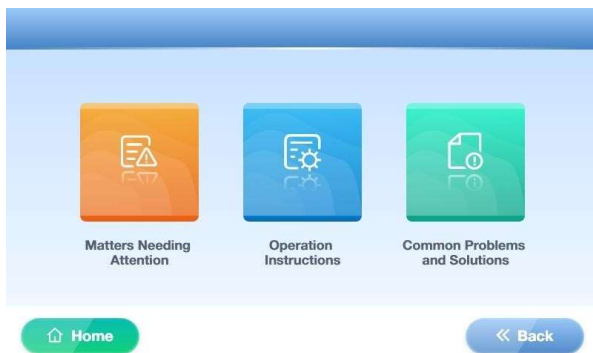 Matters Needing
Attention
Operation
Instructions
Common Problems
and Solutions
Home
Back